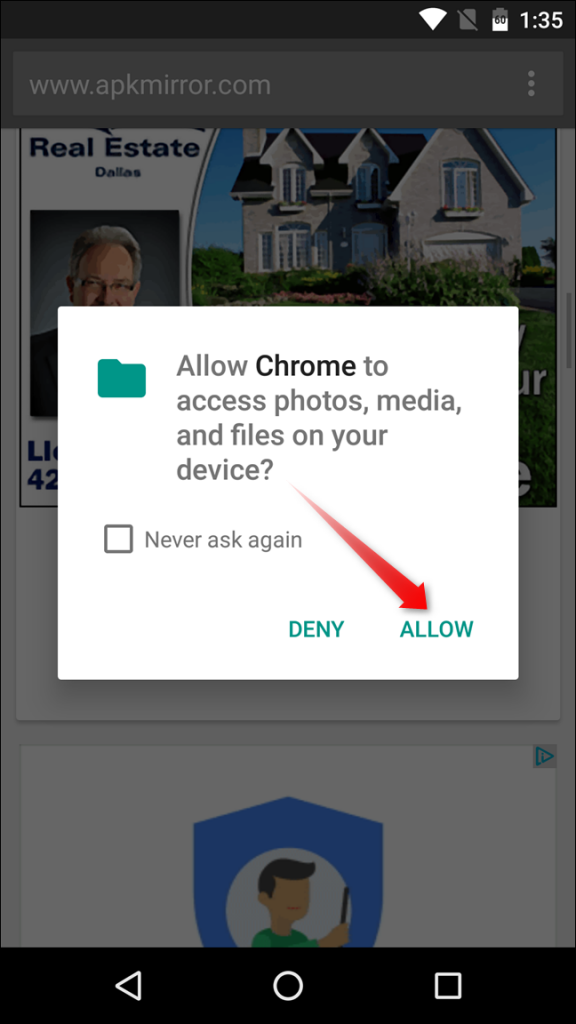 60
1:35
www.apkmirror.com
Real Estate
Dallas
Allow Chrome to
access photos, media,
and files on your
device?
Never ask again
DENY
ALLOW
42